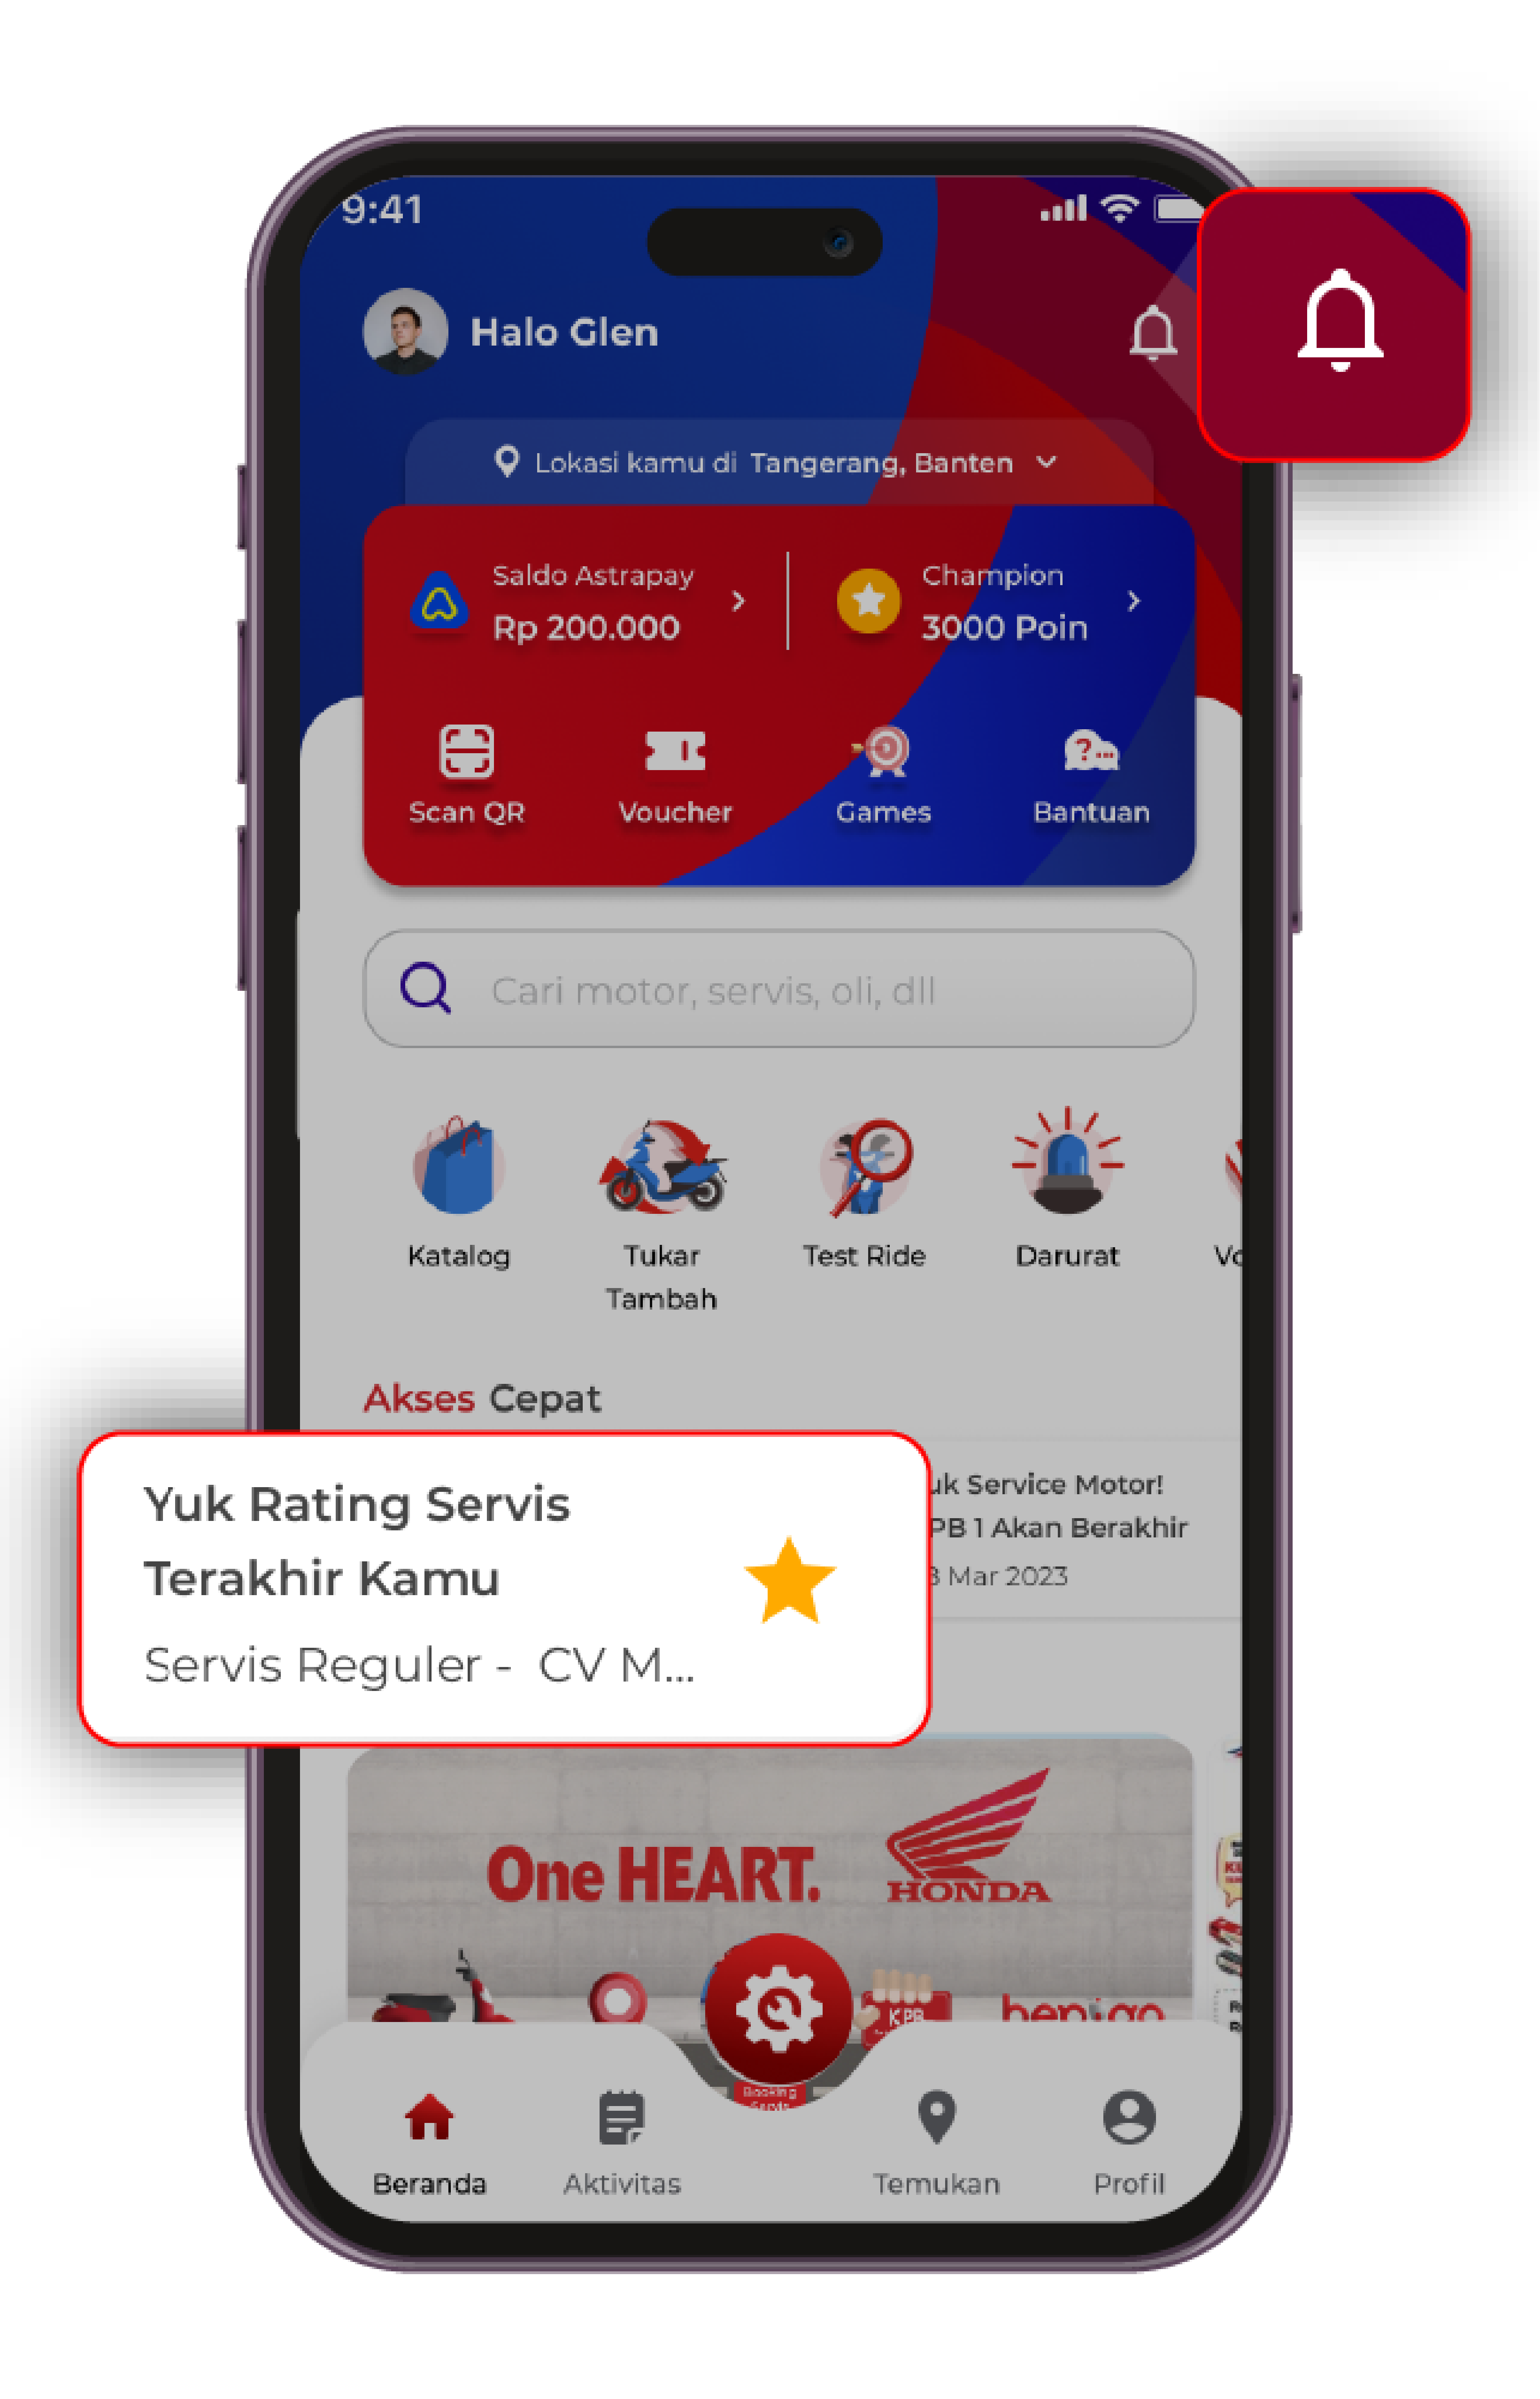 9:41
Halo Glen
Lokasi kamu di Tangerang, Banten
Saldo Astrapay
Rp 200.000
Champion
3000 Poin
Scan QR
Voucher
Games
Bantuan
Cari motor, servis, oli, dll
Katalog
Tukar
Tambah
Test Ride
Darurat
Akses Cepat
Yuk Rating Servis
Terakhir Kamu
Servis Reguler - CV M...
uk Service Motor!
PB 1 Akan Berakhir
Mar 2023
One HEART.
HONDA
KPB
Booking
Beranda
Aktivitas
Temukan
Profil